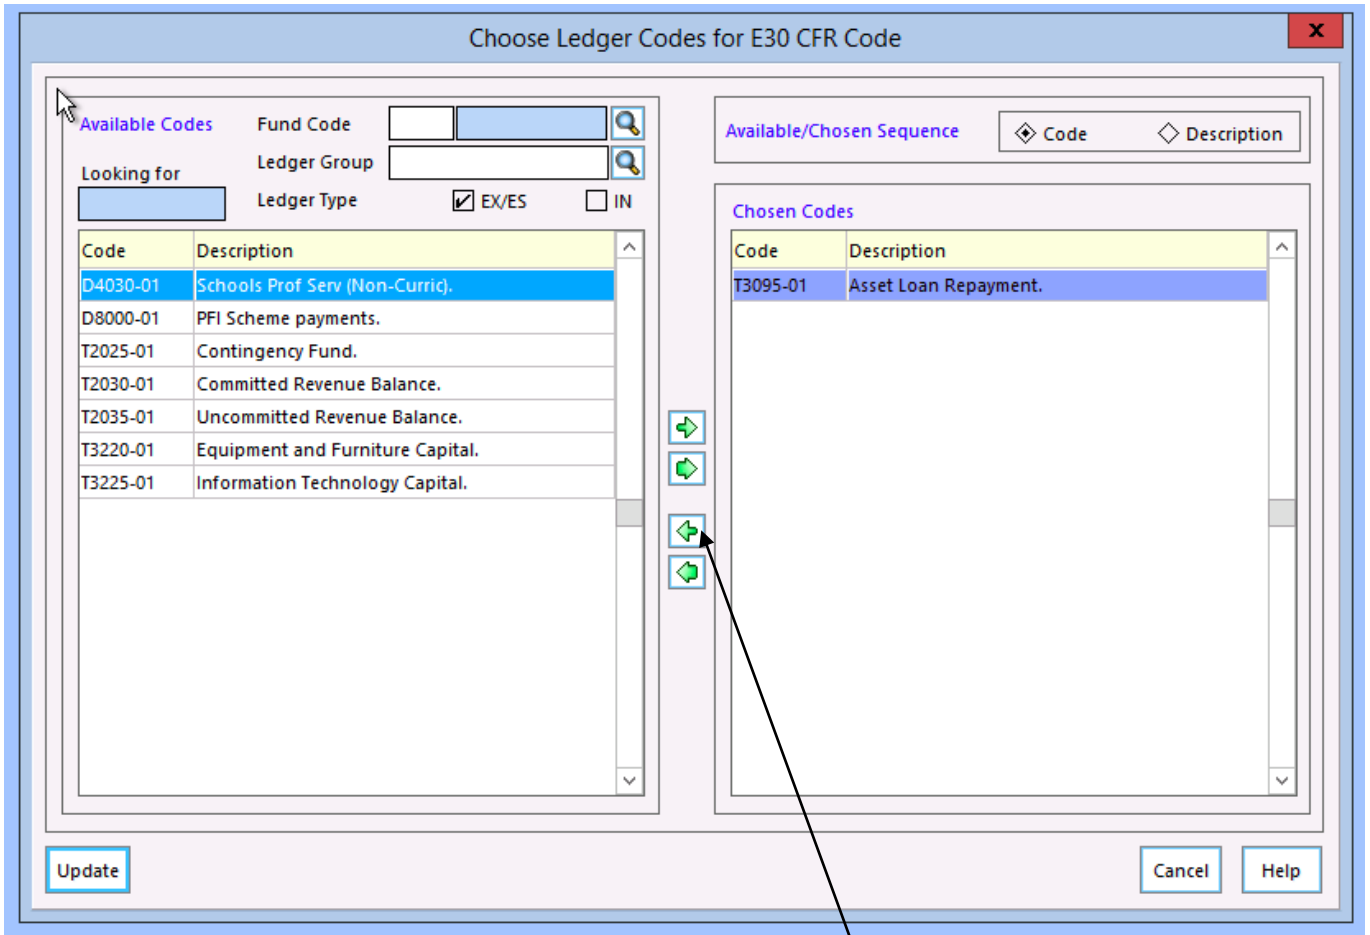 Choose Ledger Codes for E30 CFR Code
x
Available Codes
Fund Code
Looking for
Ledger Group
Ledger Type
EX/ES
IN
Code Description
D4030-01 Schools Prof Serv (Non-Curric).
D8000-01 PFI Scheme payments.
T2025-01 Contingency Fund.
T2030-01 Committed Revenue Balance.
T2035-01 Uncommitted Revenue Balance.
T3220-01 Equipment and Furniture Capital.
T3225-01 Information Technology Capital.
Available/Chosen Sequence
Code
Description
Chosen Codes
Code Description
T3095-01 Asset Loan Repayment.
Update
Cancel
Help